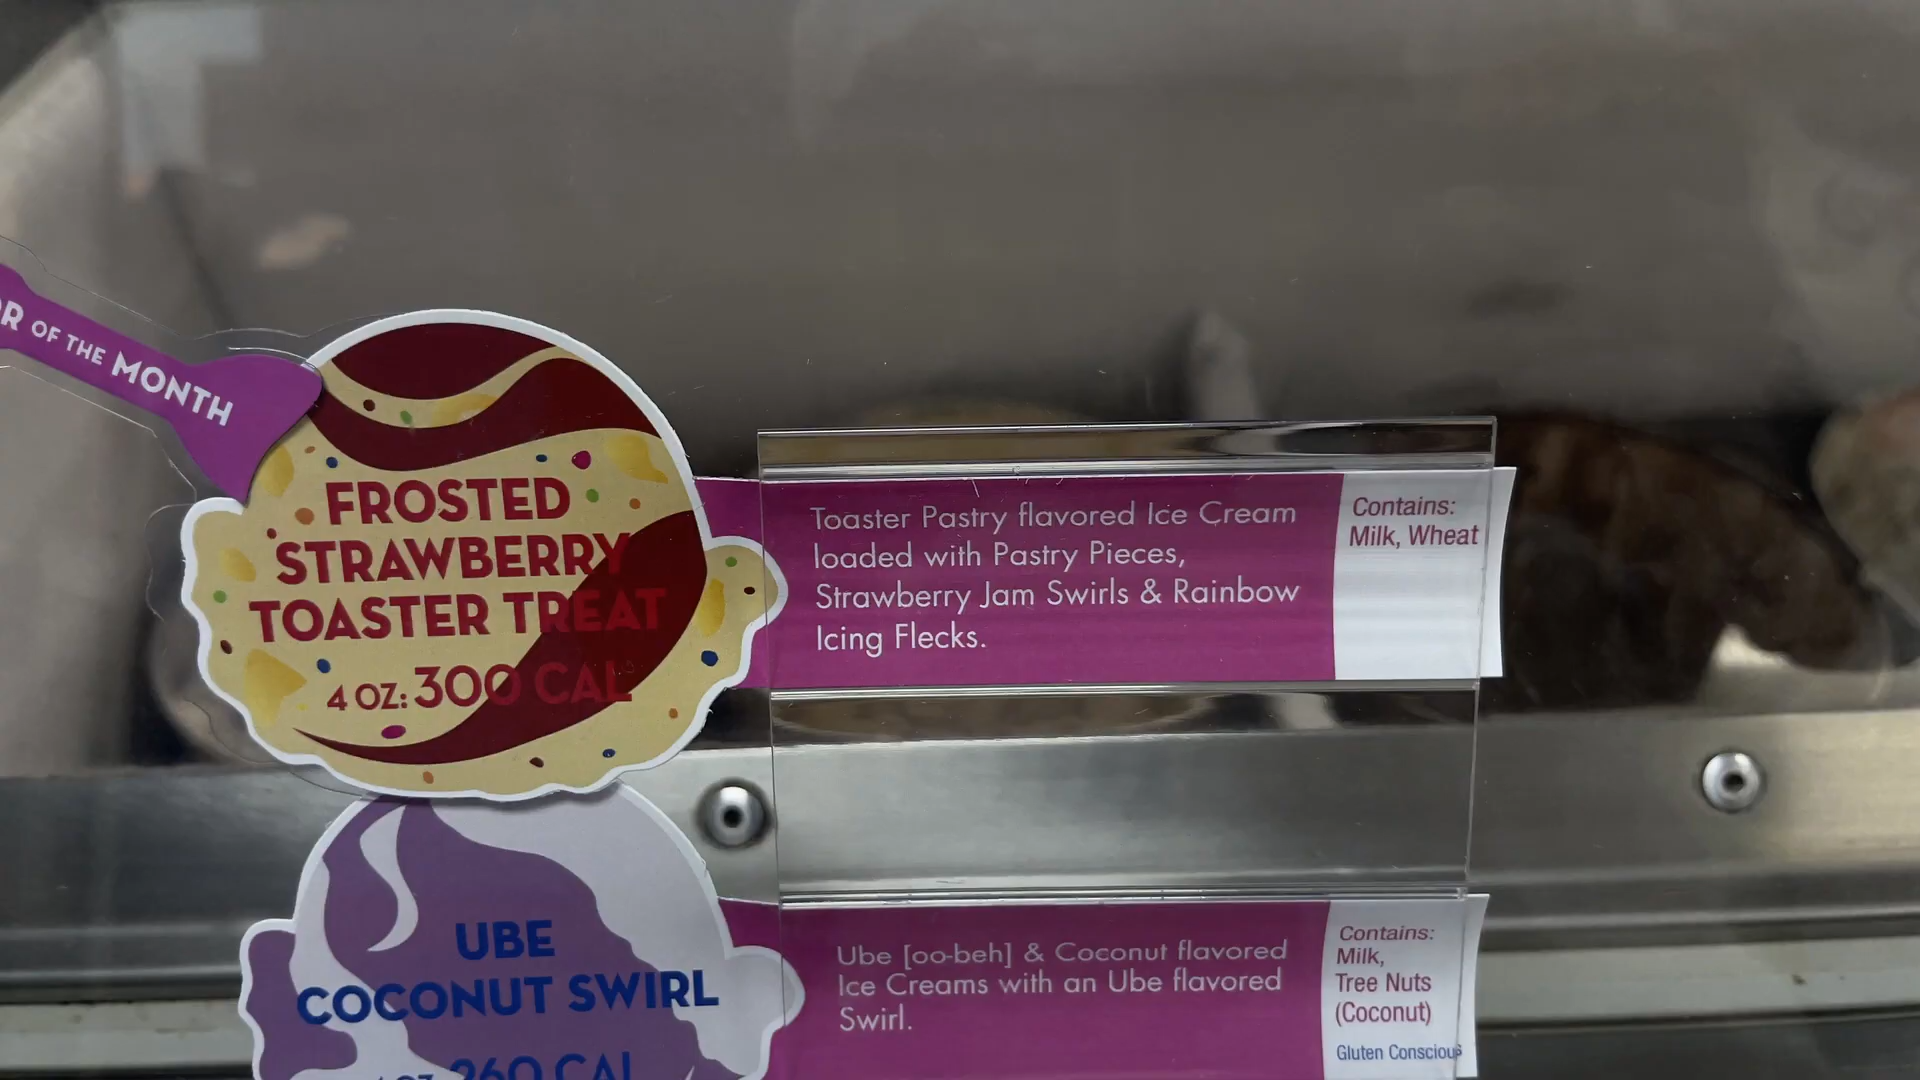 OF THE MONTH
FROSTED
STRAWBERRY
TOASTER TREAT
4 OZ: 300 CAL
Toaster Pastry flavored Ice Cream
loaded with Pastry Pieces,
Strawberry Jam Swirls & Rainbow
Icing Flecks.
Contains:
Milk, Wheat
UBE
COCONUT SWIRL
260 CAL
Ube [oo-beh] & Coconut flavored
Ice Creams with an Ube flavored
Swirl.
Contains:
Milk,
Tree Nuts
(Coconut)
Gluten Conscious